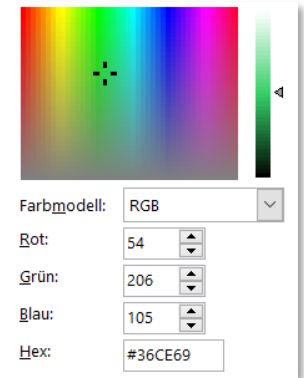 Farbmodell: RGB
Rot: 54
Grün: 206
Blau: 105
Hex: #36CE69